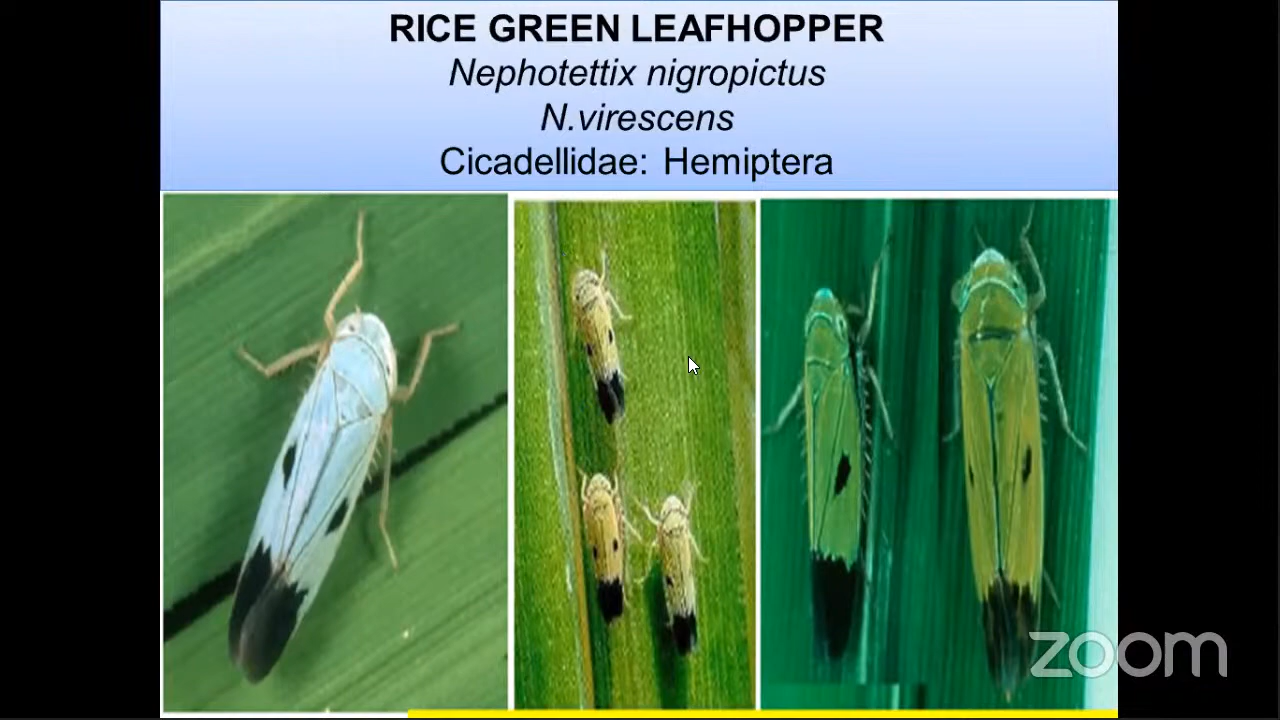 RICE GREEN LEAFHOPPER
Nephotettix nigropictus
N.virescens
Cicadellidae: Hemiptera
zoom